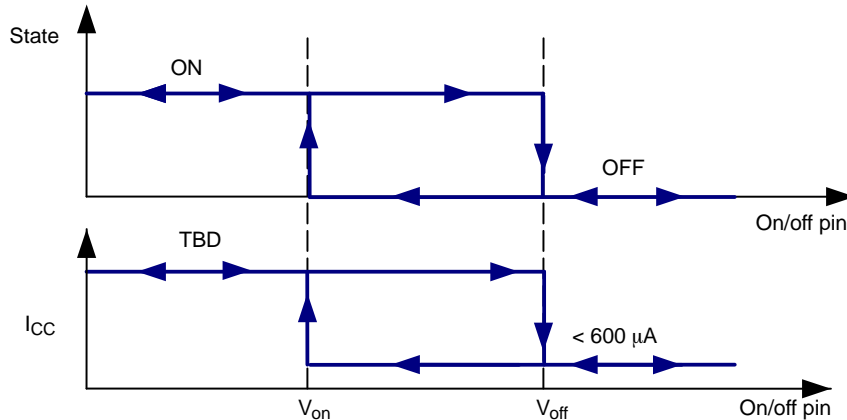 State
ON
OFF
On/off pin
TBD
ICC
< 600 μA
Von
Voff
On/off pin